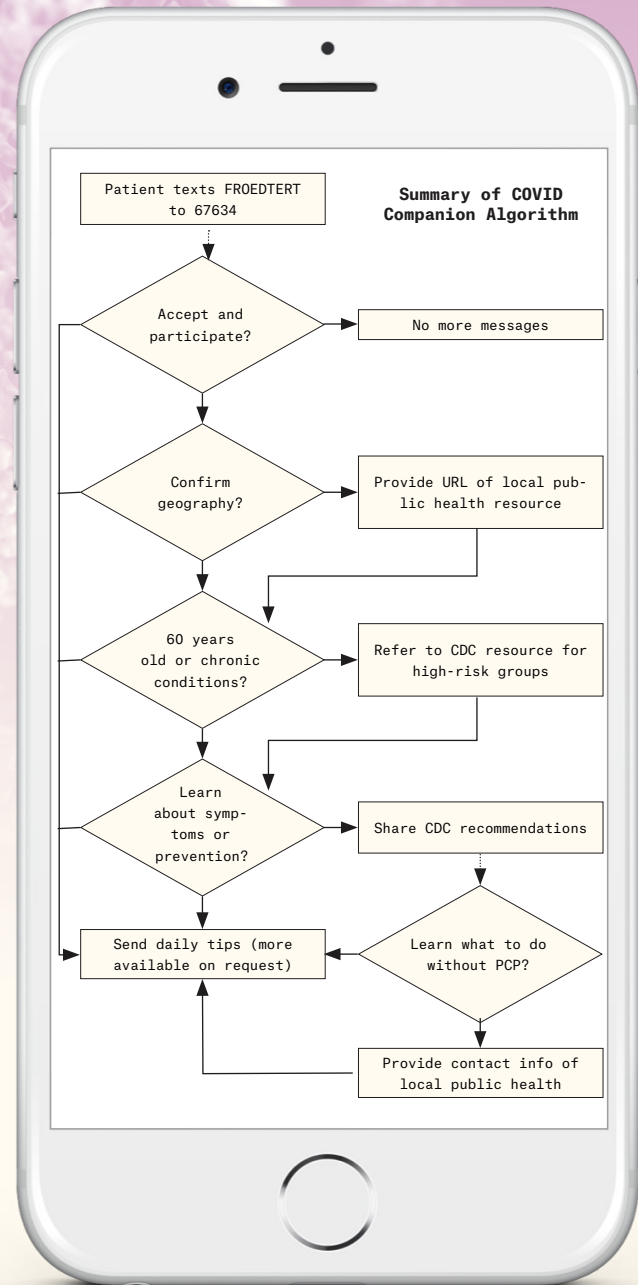 Patient texts FROEDTERT
to 67634
Summary of COVID
Companion Algorithm
Accept and
participate?
No more messages
Confirm
geography?
Provide URL of local pub-
lic health resource
60 years
old or chronic
conditions?
Refer to CDC resource for
high-risk groups
Learn
about symp-
toms or
prevention?
Share CDC recommendations
Send daily tips (more
available on request)
Learn what to do
without PCP?
Provide contact info of
local public health